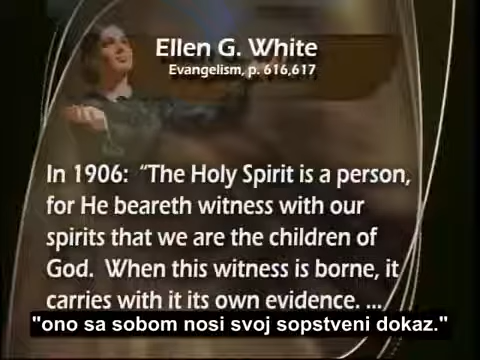 Ellen G. White
Evangelism, p. 616,617
In 1906:  “The Holy Spirit is a person,
for He beareth witness with our
spirits that we are the children of
God.  When this witness is borne, it
carries with it its own evidence. ...
"ono sa sobom nosi svoj sopstveni dokaz."